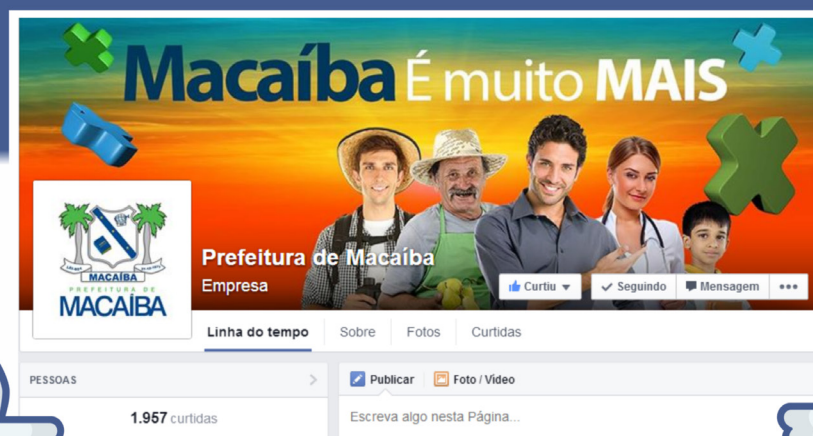 Macaíba É muito MAIS
MACAÍBA
PREFEITURA DE
MACAÍBA
Prefeitura de Macaíba
Empresa
Curtiu
Seguindo
Mensagem
Linha do tempo
Sobre
Fotos
Curtidas
PESSOAS
1.957 curtidas
Publicar
Foto / Vídeo
Escreva algo nesta Página...